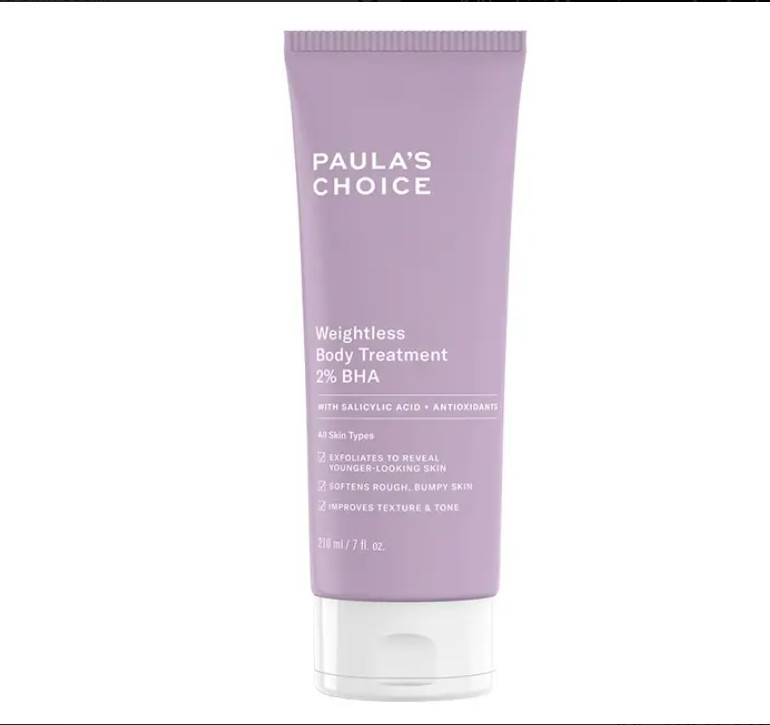 PAULA'S
CHOICE
Weightless
Body Treatment
2% BHA
WITH SALICYLIC ACID + ANTIOXIDANTS
All Skin Types
☑ EXFOLIATES TO REVEAL
YOUNGER-LOOKING SKIN
☑ SOFTENS ROUGH, BUMPY SKIN
☑ IMPROVES TEXTURE & TONE
210 ml / 7 fl. oz.